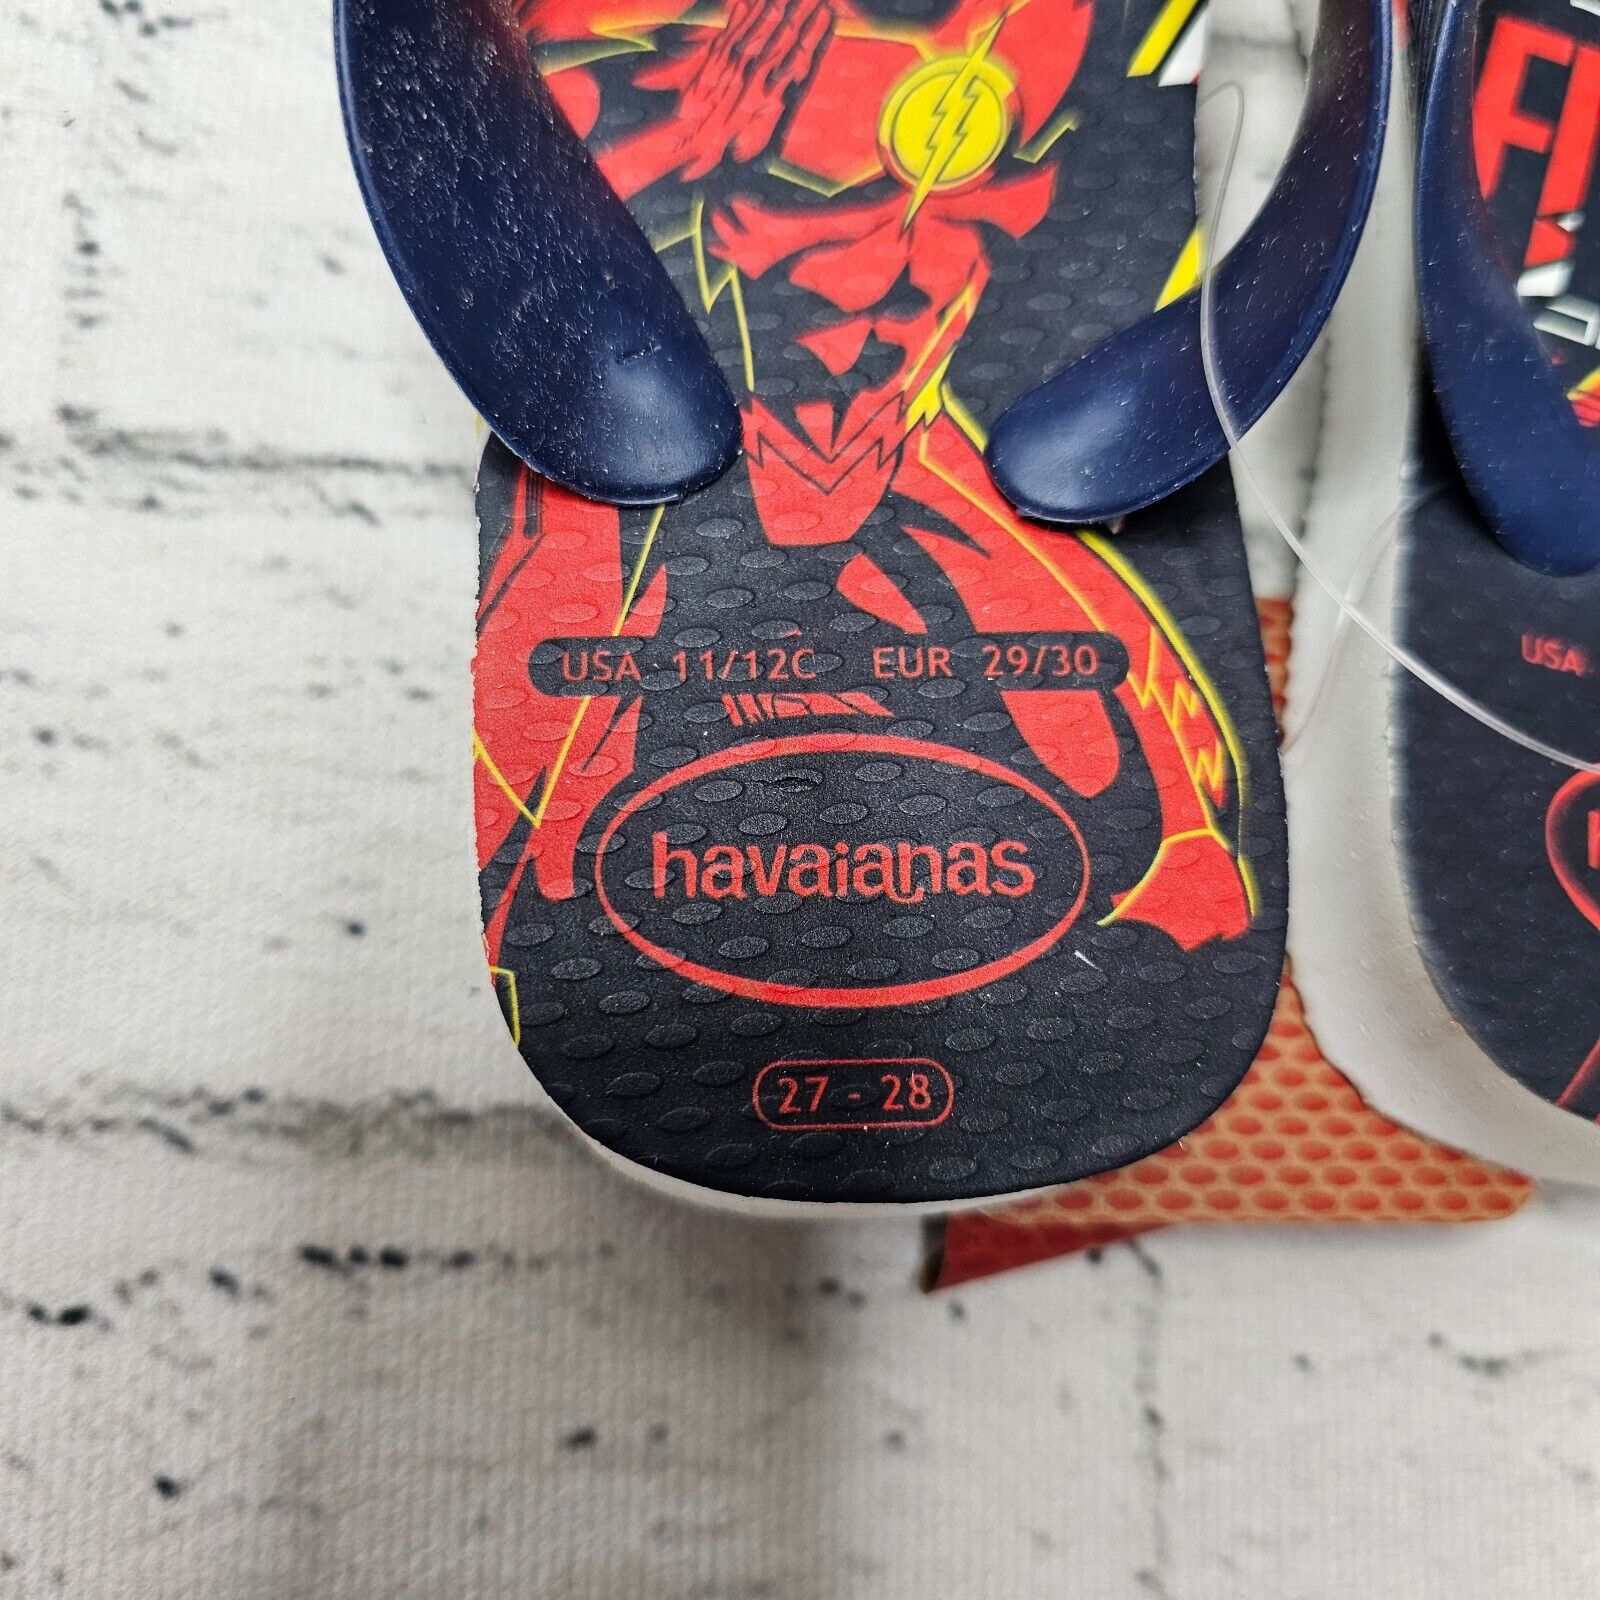 USA 11/12C EUR 29/30
havaianas
27 - 28
USA